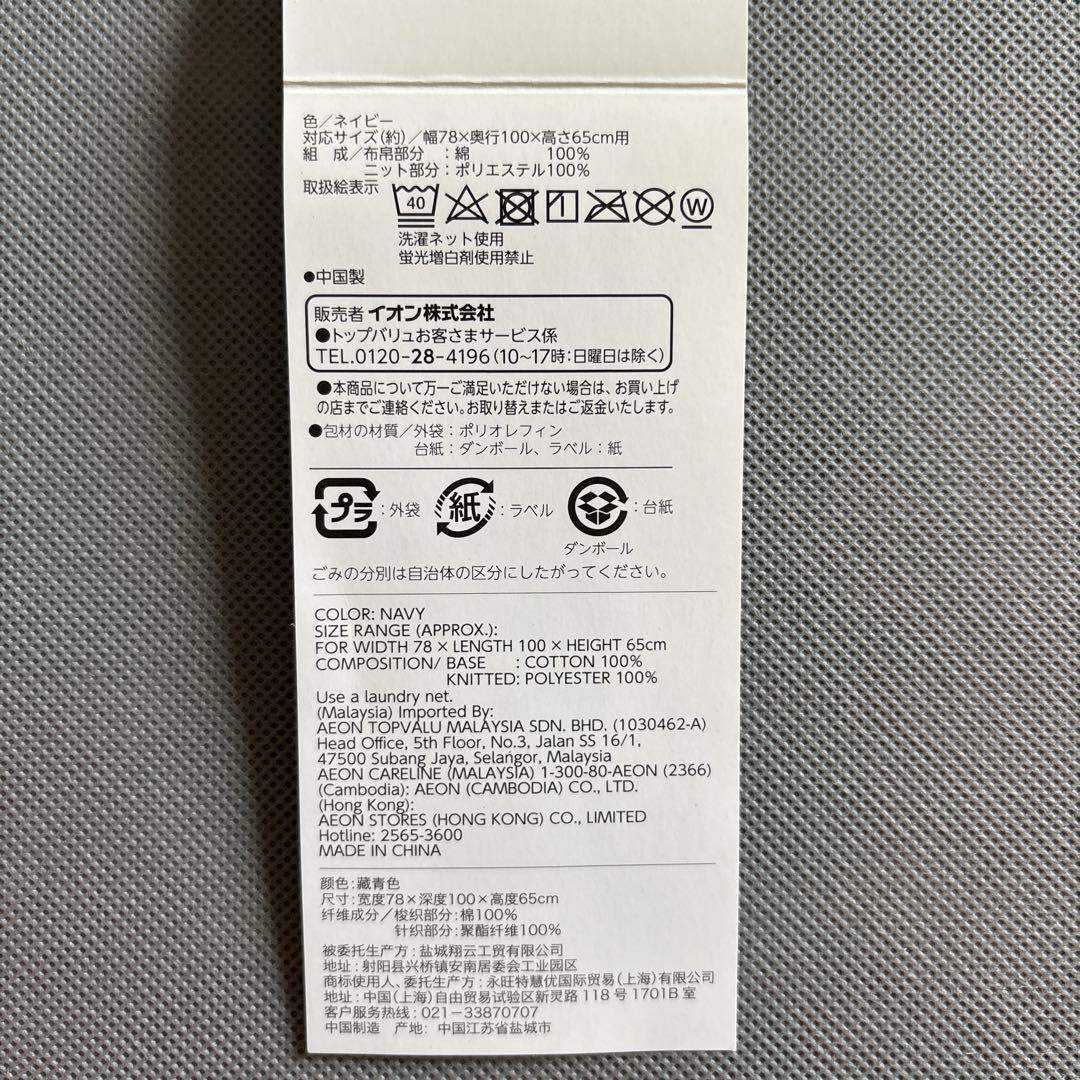 色／ネイビー
対応サイズ(約)／幅78×奥行100×高さ65cm用
組 成／布帛部分 ：綿 100%
ニット部分：ポリエステル100%
取扱絵表示
40 W
洗濯ネット使用
蛍光増白剤使用禁止
●中国製
販売者 イオン株式会社
●トップバリュお客さまサービス係
TEL.0120-28-4196(10〜17時：日曜日は除く)
●本商品について万一ご満足いただけない場合は、お買い上げ
の店までご連絡ください。お取り替えまたはご返金いたします。
●包材の材質／外袋：ポリオレフィン
台紙：ダンボール、ラベル：紙
プラ：外袋 紙：ラベル ：台紙
ダンボール
ごみの分別は自治体の区分にしたがってください。
COLOR: NAVY
SIZE RANGE (APPROX.):
FOR WIDTH 78 × LENGTH 100 × HEIGHT 65cm
COMPOSITION/ BASE : COTTON 100%
KNITTED: POLYESTER 100%
Use a laundry net.
(Malaysia) Imported By:
AEON TOPVALU MALAYSIA SDN. BHD. (1030462-A)
Head Office, 5th Floor, No.3, Jalan SS 16/1,
47500 Subang Jaya, Selangor, Malaysia
AEON CARELINE (MALAYSIA) 1-300-80-AEON (2366)
(Cambodia): AEON (CAMBODIA) CO., LTD.
(Hong Kong):
AEON STORES (HONG KONG) CO., LIMITED
Hotline: 2565-3600
MADE IN CHINA
颜色：藏青色
尺寸：宽度78×深度100×高度65cm
纤维成分／梭织部分：棉100%
针织部分：聚酯纤维100%
被委托生产方：盐城翔云工贸有限公司
地址：射阳县兴桥镇安南居委会工业园区
商标使用人、委托生产方：永旺特慧优国际贸易(上海)有限公司
地址：中国(上海)自由贸易试验区新灵路118号1701B室
客户服务热线：021－33870707
中国制造 产地：中国江苏省盐城市